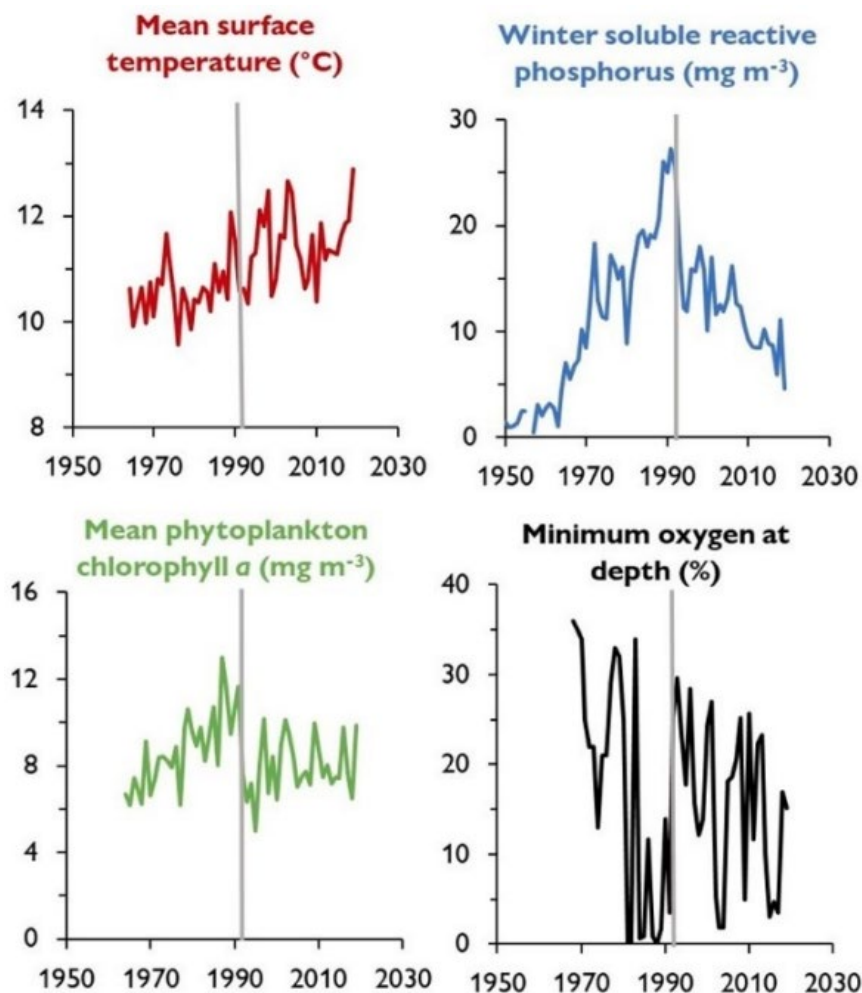 Mean surface
temperature (°C)
14
12
10
8
1950 1970 1990 2010 2030
Winter soluble reactive
phosphorus (mg m-3)
30
20
10
0
1950 1970 1990 2010 2030
Mean phytoplankton
chlorophyll a (mg m-3)
16
12
8
4
0
1950 1970 1990 2010 2030
Minimum oxygen at
depth (%)
40
30
20
10
0
1950 1970 1990 2010 2030